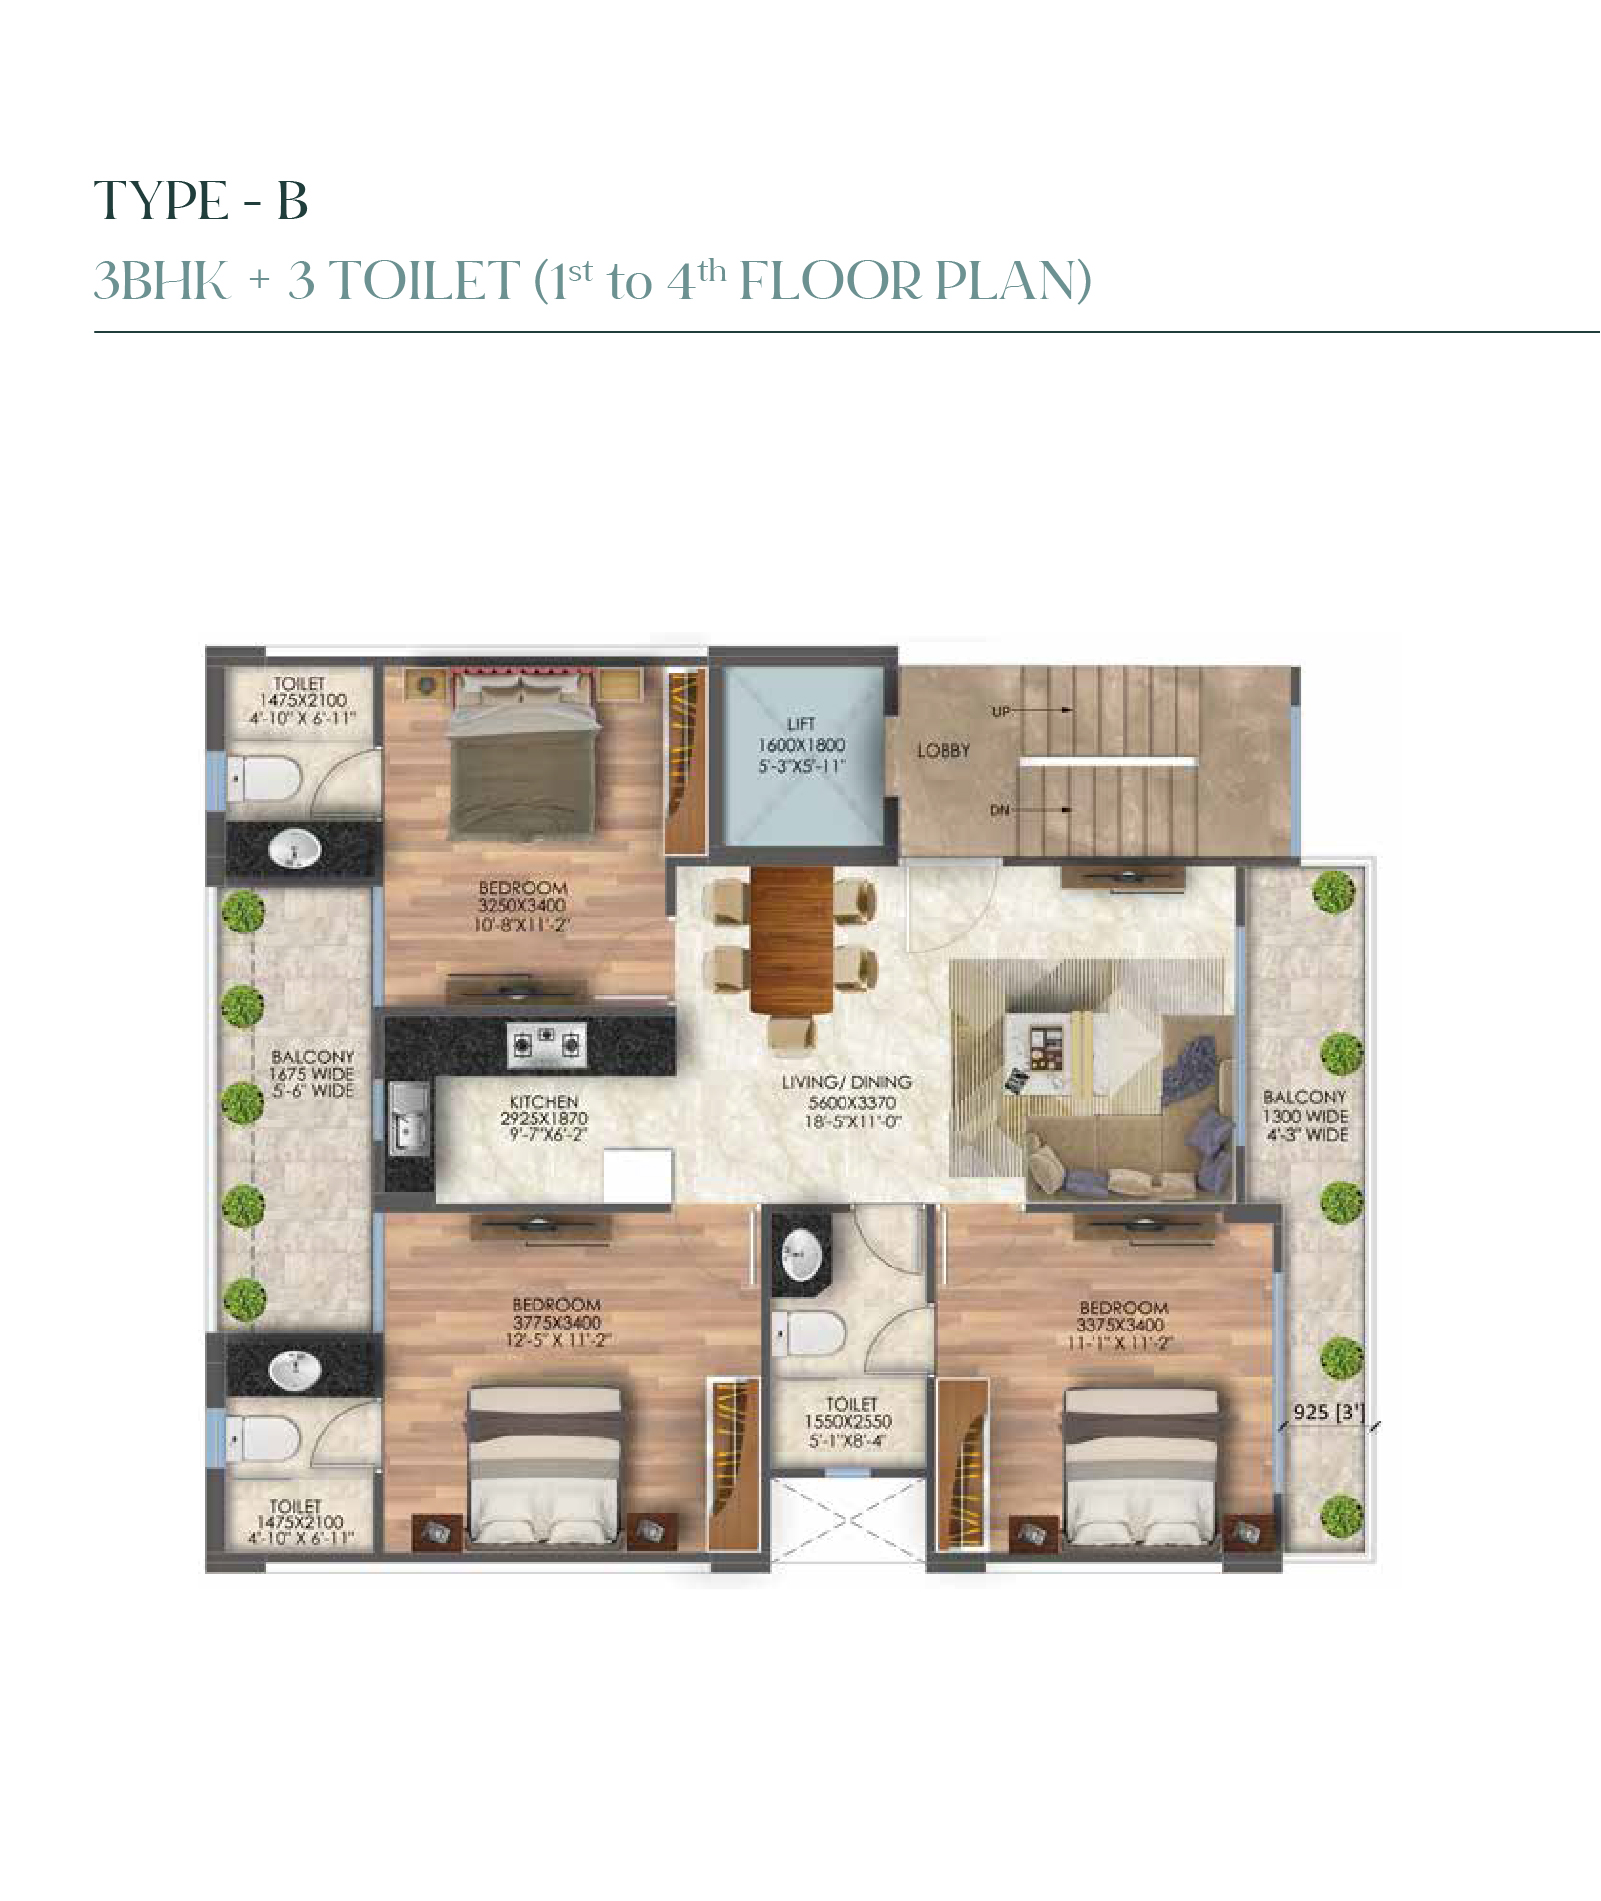 TYPE - B
3BHK + 3 TOILET (1st to 4th FLOOR PLAN)
TOILET
1475X2100
4'-10" X 6'-11"
LIFT
1600X1800
5'-3"X5'-11"
LOBBY
UP
DN
BEDROOM
3250X3400
10'-8"X11'-2"
BALCONY
1675 WIDE
5'-6" WIDE
KITCHEN
2925X1870
9'-7"X6'-2"
LIVING/ DINING
5600X3370
18'-5"X11'-0"
BALCONY
1300 WIDE
4'-3" WIDE
BEDROOM
3775X3400
12'-5" X 11'-2"
BEDROOM
3375X3400
11-'1" X 11'-2"
TOILET
1550X2550
5'-1"X8'-4"
925 [3']
TOILET
1475X2100
4'-10" X 6'-11"